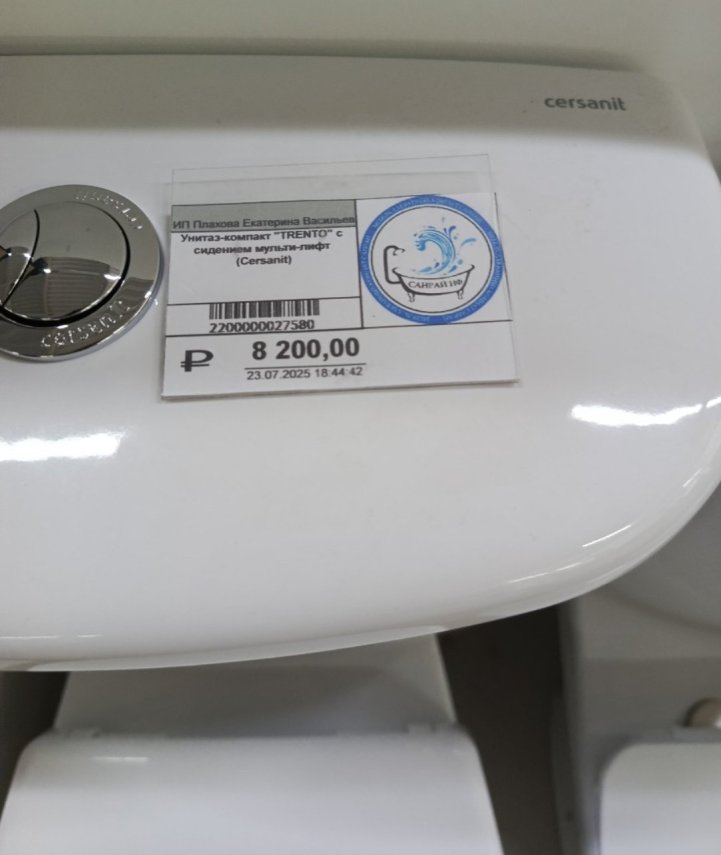 cersanit
ИП Плахова Екатерина Васильев
Унитаз-компакт "TRENTO" с
сидением мульти-лифт
(Cersanit)
САНРАЙ НФ
2200000027580
₽ 8 200,00
23.07.2025 18:44:42
cersanit